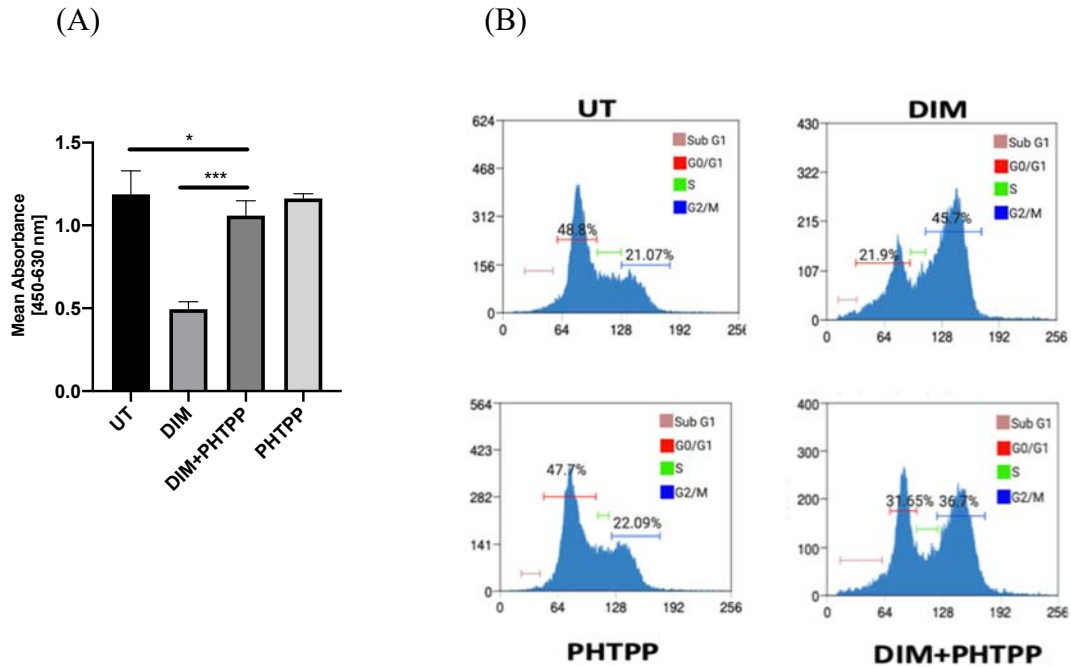 (A)
(B)
Mean Absorbance
[450-630 nm]
1.5
1.0
0.5
0.0
*
***
UT
DIM
DIM+PHTPP
PHTPP
UT
624
468
312
156
0
0 64 128 192 256
48.8%
21.07%
Sub G1
G0/G1
S
G2/M
DIM
430
322
215
107
0
0 64 128 192 256
21.9%
45.7%
Sub G1
G0/G1
S
G2/M
564
423
282
141
0
0 64 128 192 256
47.7%
22.09%
Sub G1
G0/G1
S
G2/M
PHTPP
400
300
200
100
0
0 64 128 192 256
31.65%
36.7%
Sub G1
G0/G1
S
G2/M
DIM+PHTPP